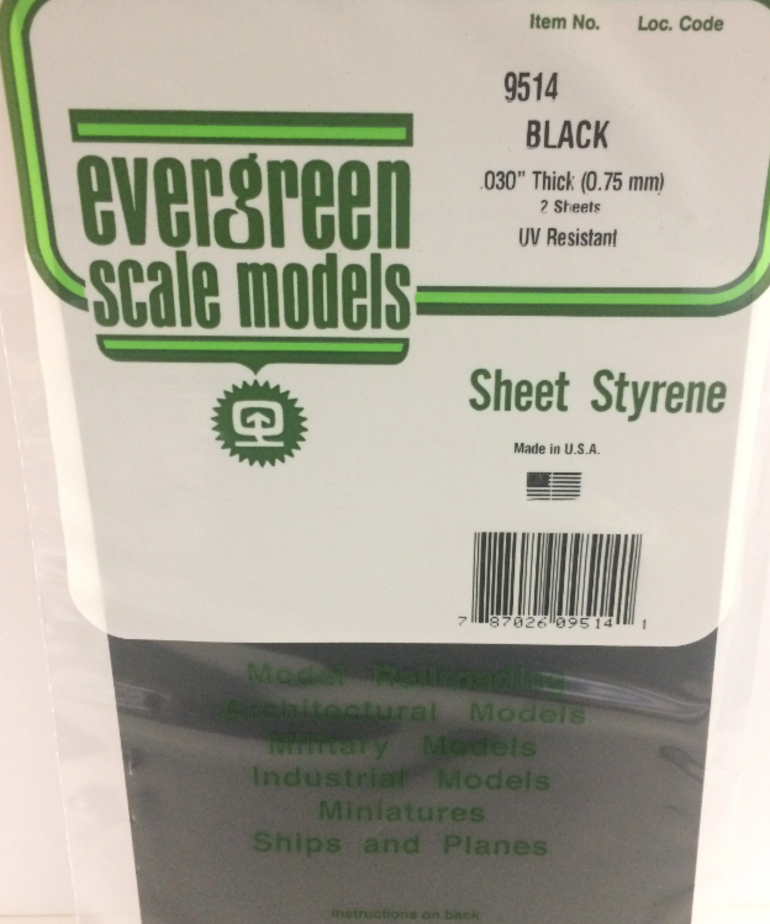 Item No. Loc. Code
9514
BLACK
.030" Thick (0.75 mm)
2 Sheets
UV Resistant
evergreen
scale models
Sheet Styrene
Made in U.S.A.
7 87026 09514 1
Model Railroading
Architectural Models
Military Models
Industrial Models
Miniatures
Ships and Planes
Instructions on back